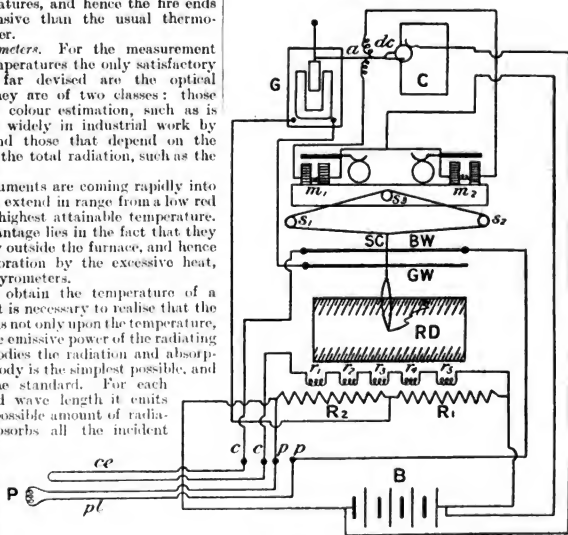 atures, and hence the fire ends
nsive than the usual thermo-
er.
meters. For the measurement
mperatures the only satisfactory
far devised are the optical
hey are of two classes: those
colour estimation, such as is
widely in industrial work by
nd those that depend on the
the total radiation, such as the
uments are coming rapidly into
extend in range from a low red
highest attainable temperature.
antage lies in the fact that they
y outside the furnace, and hence
oration by the excessive heat,
yrometers.
obtain the temperature of a
t is necessary to realise that the
s not only upon the temperature,
e emissive power of the radiating
odies the radiation and absorp-
ody is the simplest possible, and
ne standard. For each
d wave length it emits
possible amount of radia-
bsorbs all the incident
G
a
dc
C
m1
m2
S3
S1
S2
SC
BW
GW
RD
r1
r2
r3
r4
r5
R2
R1
c
c
p
p
ce
P
pl
B